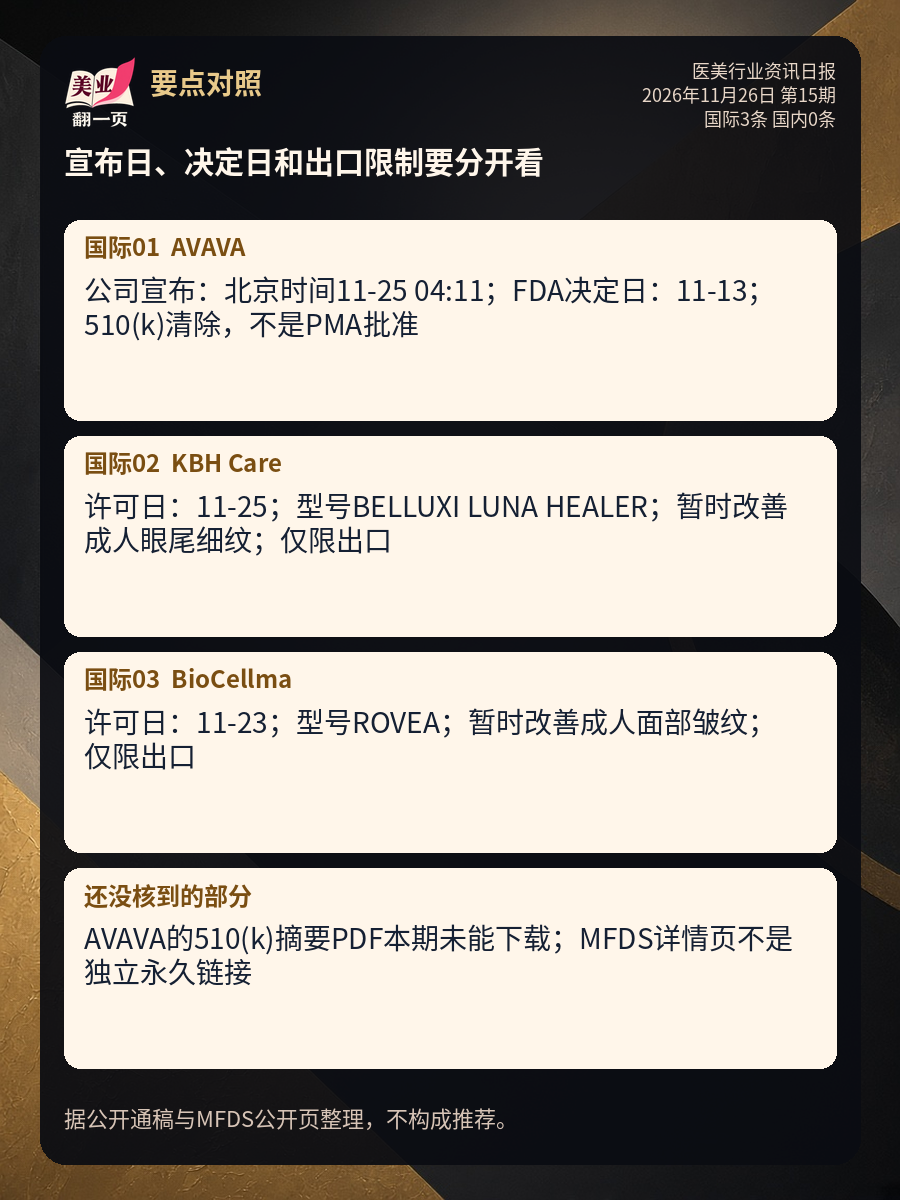 美业
翻一页
要点对照
医美行业资讯日报
2026年11月26日 第15期
国际3条 国内0条
宣布日、决定日和出口限制要分开看
国际01 AVAVA
公司宣布：北京时间11-25 04:11；FDA决定日：11-13；
510(k)清除，不是PMA批准
国际02 KBH Care
许可日：11-25；型号BELLUXI LUNA HEALER；暂时改善
成人眼尾细纹；仅限出口
国际03 BioCellma
许可日：11-23；型号ROVEA；暂时改善成人面部皱纹；
仅限出口
还没核到的部分
AVAVA的510(k)摘要PDF本期未能下载；MFDS详情页不是
独立永久链接
据公开通稿与MFDS公开页整理，不构成推荐。